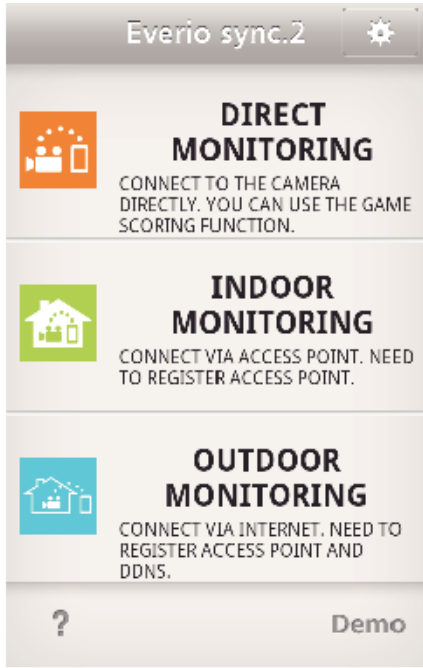 Everio sync.2
DIRECT
MONITORING
CONNECT TO THE CAMERA
DIRECTLY. YOU CAN USE THE GAME
SCORING FUNCTION.
INDOOR
MONITORING
CONNECT VIA ACCESS POINT. NEED
TO REGISTER ACCESS POINT.
OUTDOOR
MONITORING
CONNECT VIA INTERNET. NEED TO
REGISTER ACCESS POINT AND
DDNS.
?
Demo